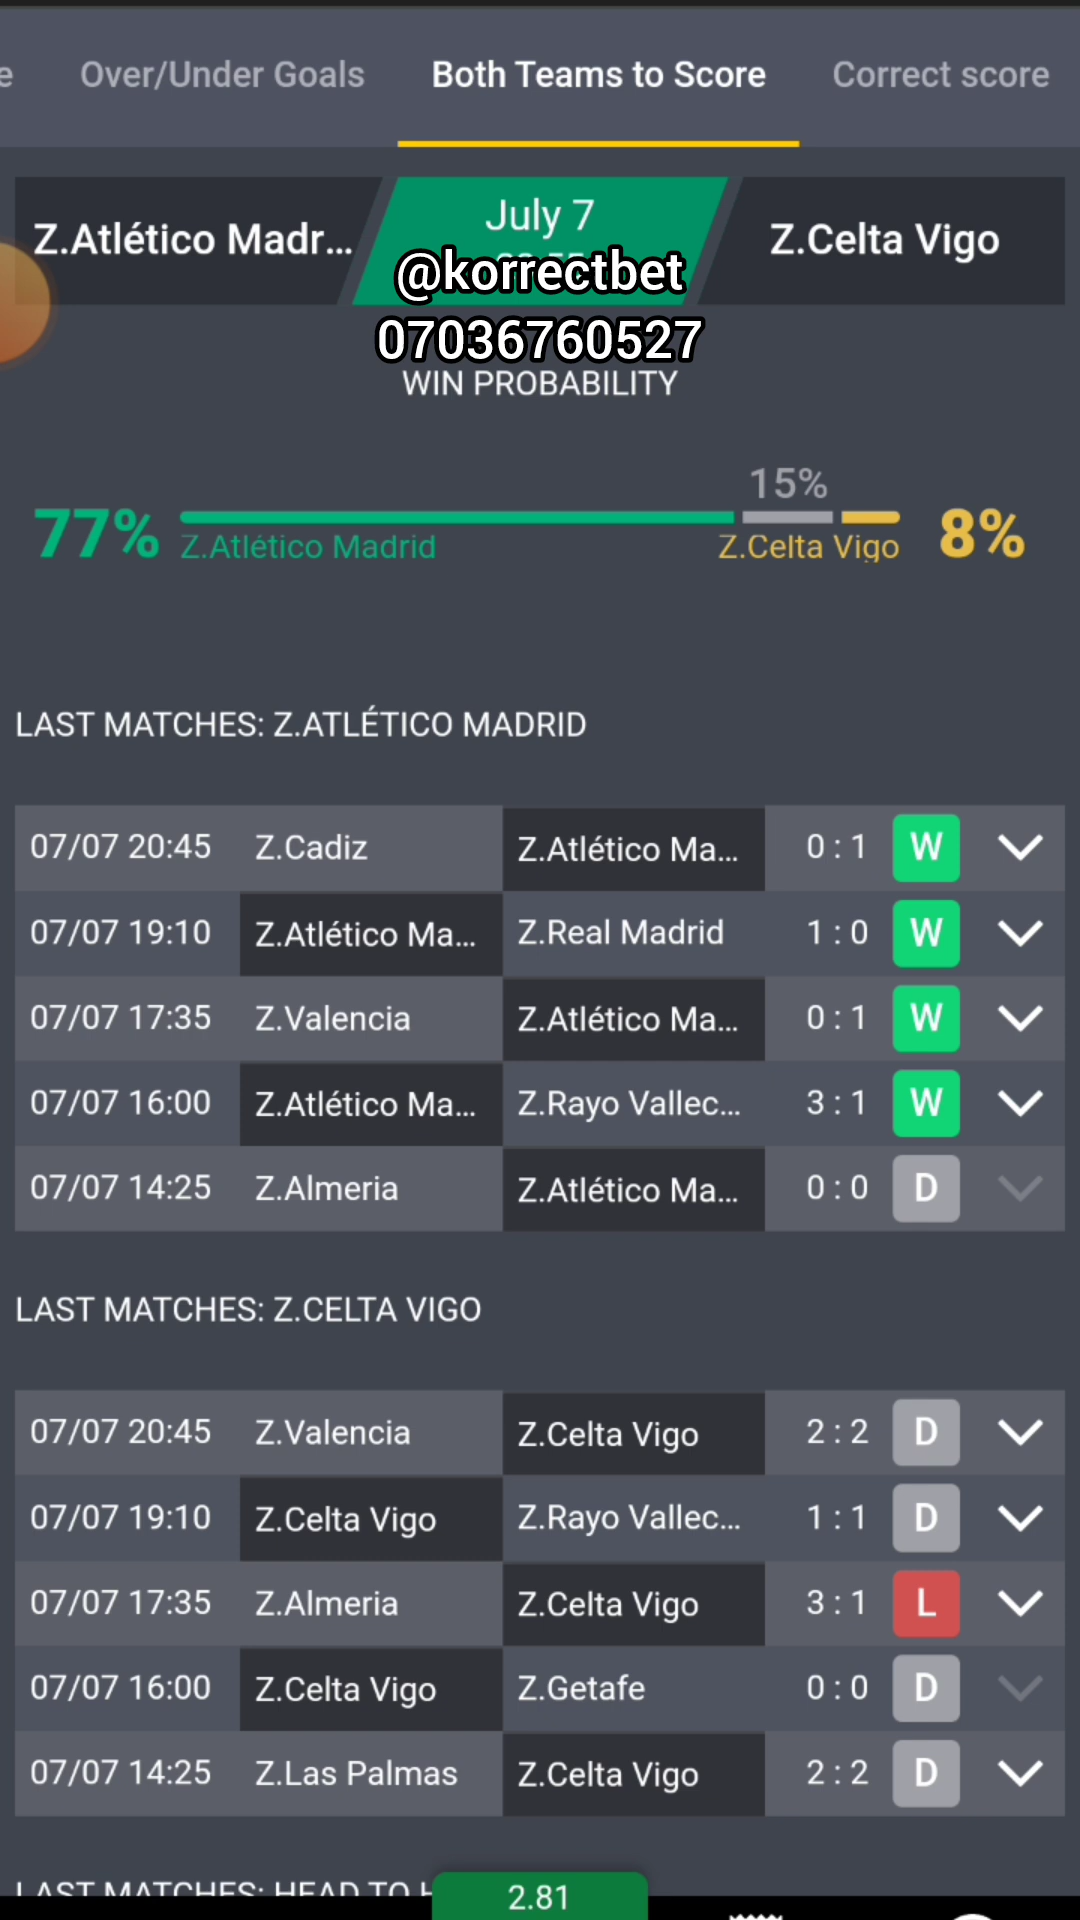 e Over/Under Goals Both Teams to Score Correct score
Z.Atlético Madr... July 7 Z.Celta Vigo
@korrectbet
07036760527
WIN PROBABILITY
15%
77% Z.Atlético Madrid Z.Celta Vigo 8%
LAST MATCHES: Z.ATLÉTICO MADRID
07/07 20:45 Z.Cadiz Z.Atlético Ma... 0 : 1 W
07/07 19:10 Z.Atlético Ma... Z.Real Madrid 1 : 0 W
07/07 17:35 Z.Valencia Z.Atlético Ma... 0 : 1 W
07/07 16:00 Z.Atlético Ma... Z.Rayo Vallec... 3 : 1 W
07/07 14:25 Z.Almeria Z.Atlético Ma... 0 : 0 D
LAST MATCHES: Z.CELTA VIGO
07/07 20:45 Z.Valencia Z.Celta Vigo 2 : 2 D
07/07 19:10 Z.Celta Vigo Z.Rayo Vallec... 1 : 1 D
07/07 17:35 Z.Almeria Z.Celta Vigo 3 : 1 L
07/07 16:00 Z.Celta Vigo Z.Getafe 0 : 0 D
07/07 14:25 Z.Las Palmas Z.Celta Vigo 2 : 2 D
LAST MATCHES: HEAD TO H
2.81